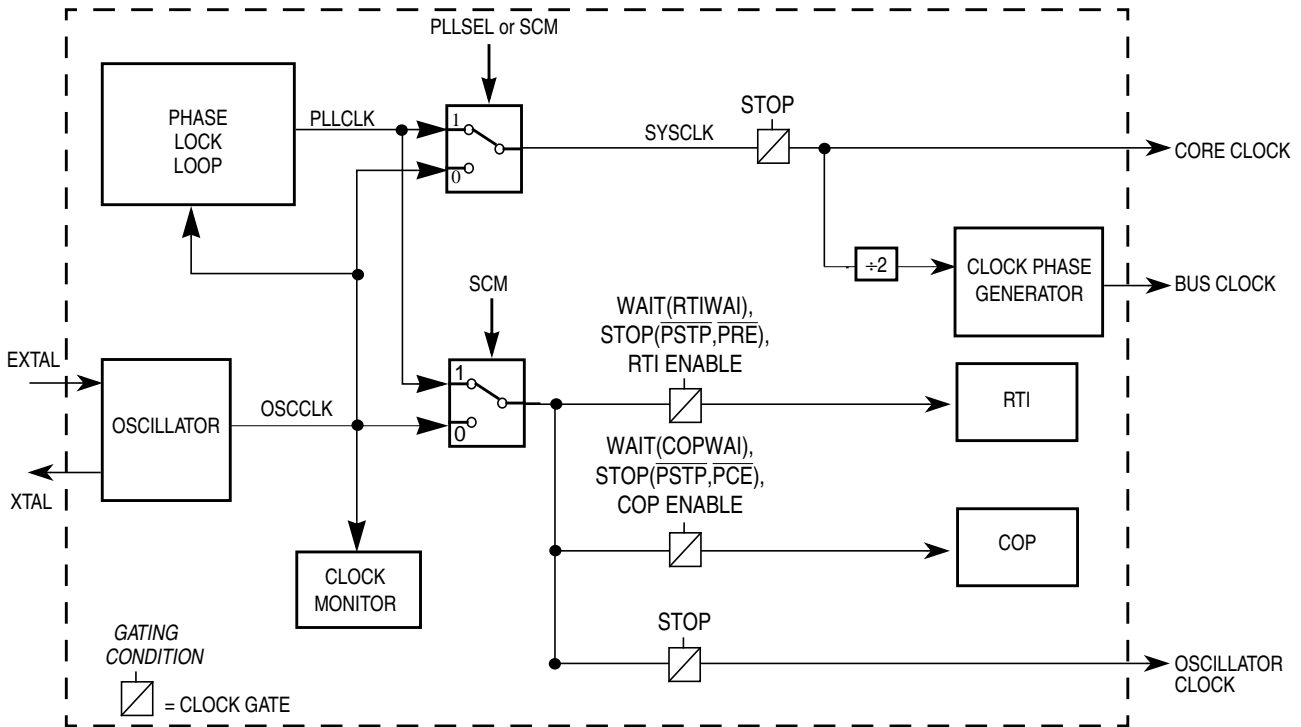 PLLSEL or SCM
PHASE
LOCK
LOOP
PLLCLK
1
0
SYSCLK
STOP
CORE CLOCK
÷2
CLOCK PHASE
GENERATOR
BUS CLOCK
SCM
WAIT(RTIWAI),
STOP(PSTP,PRE),
RTI ENABLE
EXTAL
OSCILLATOR
OSCCLK
1
0
RTI
XTAL
WAIT(COPWAI),
STOP(PSTP,PCE),
COP ENABLE
COP
CLOCK
MONITOR
STOP
OSCILLATOR
CLOCK
GATING
CONDITION
= CLOCK GATE